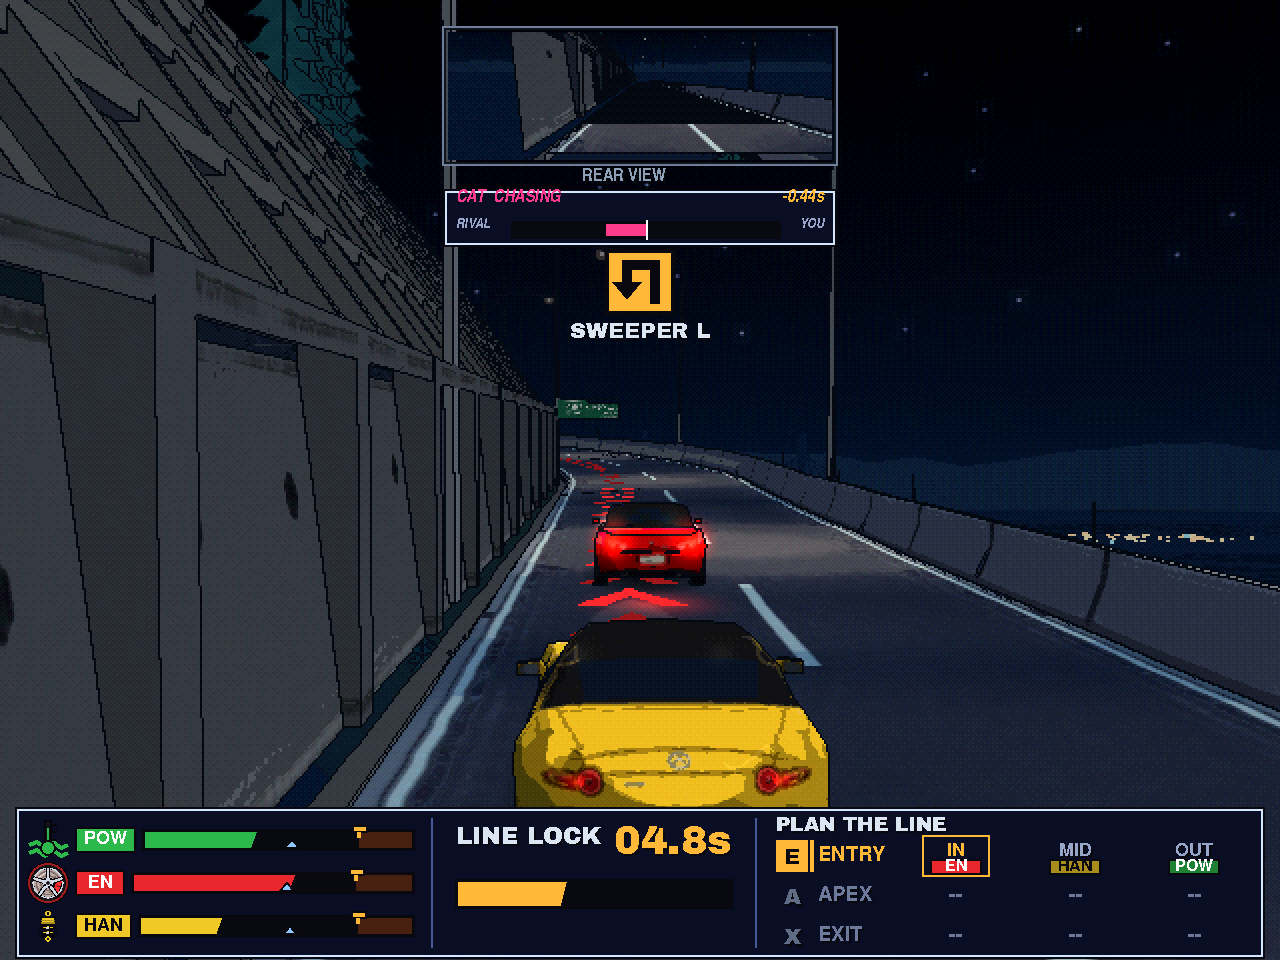 REAR VIEW
CAT CHASING -0.44s
RIVAL YOU
SWEEPER L
POW
EN
HAN
LINE LOCK 04.8s
PLAN THE LINE
E ENTRY IN MID OUT
EN HAN POW
A APEX -- -- --
X EXIT -- -- --